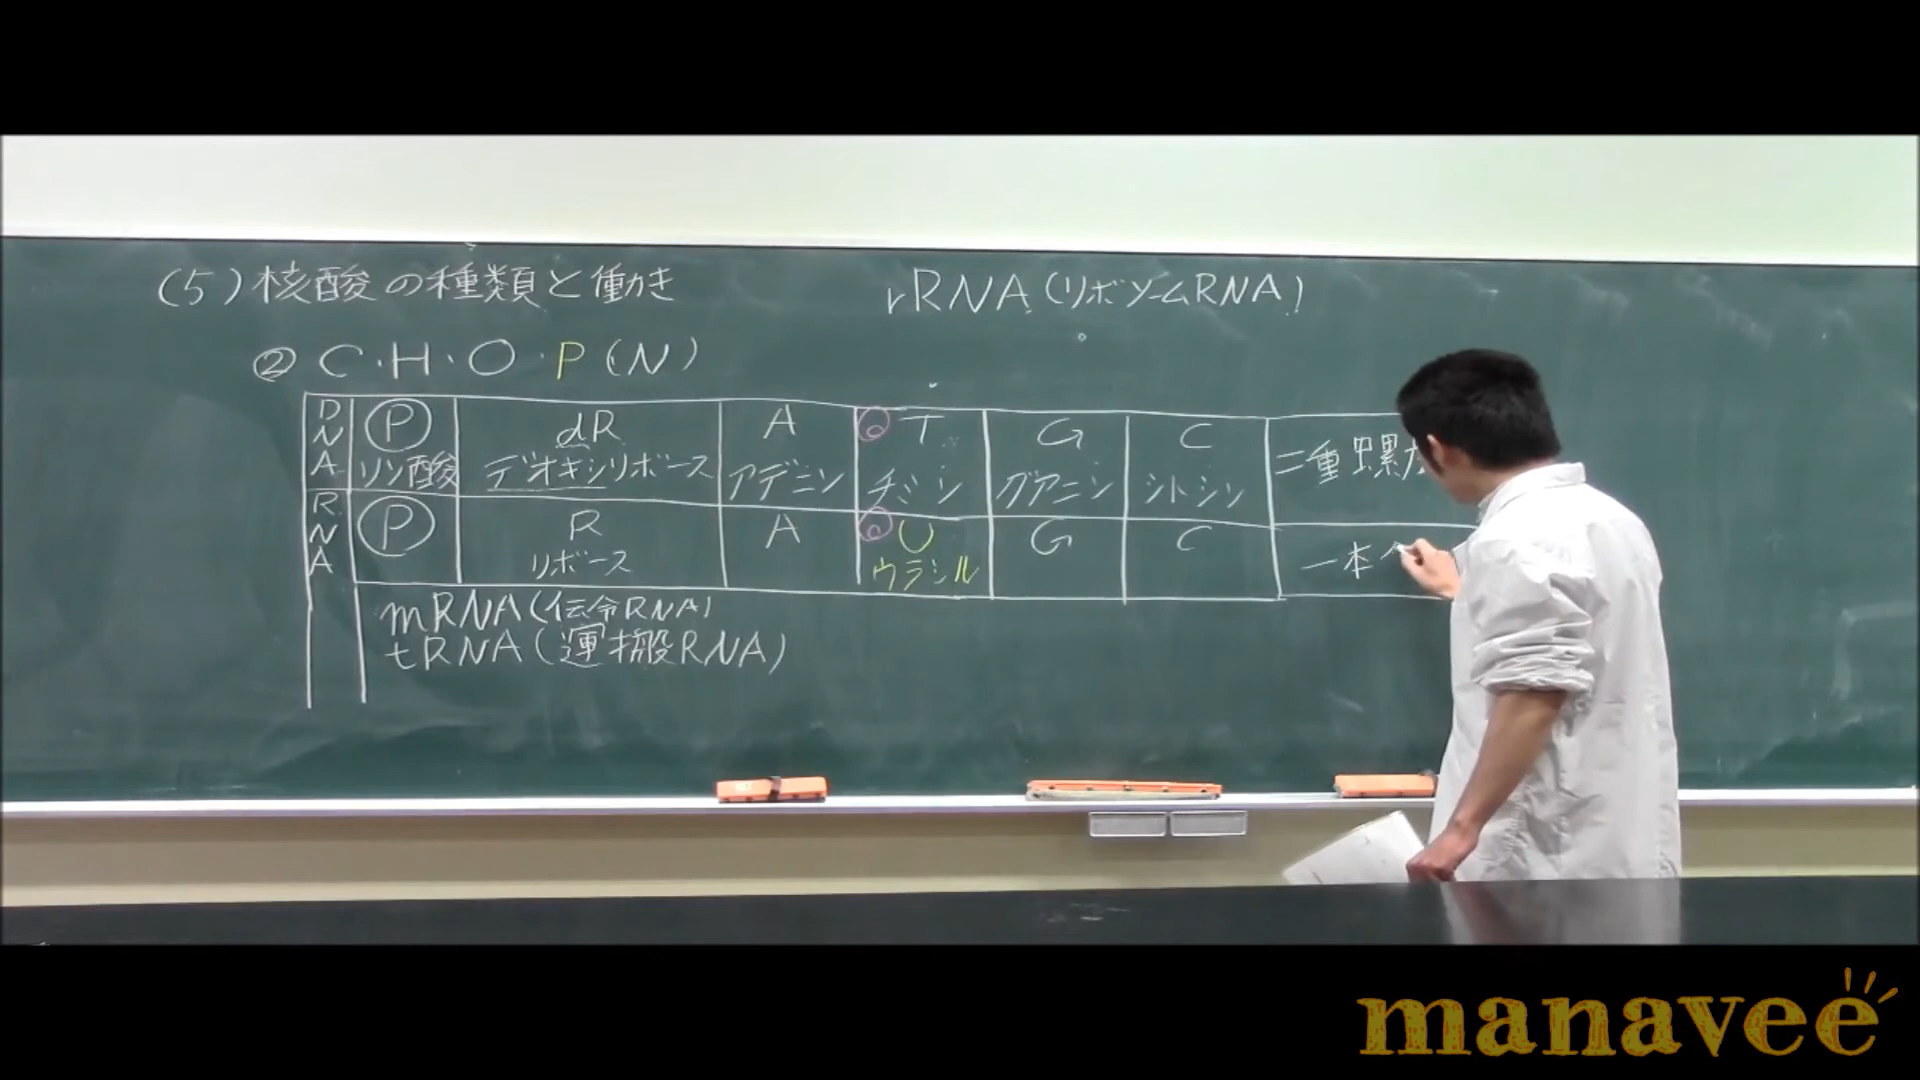 (5)核酸の種類と働き
rRNA(リボソームRNA)
② C・H・O・P(N)
DNA
P
リン酸
dR
デオキシリボース
A
アデニン
T
チミン
G
グアニン
C
シトシン
二重螺旋
RNA
P
R
リボース
A
U
ウラシル
G
C
一本
mRNA(伝令RNA)
tRNA(運搬RNA)
manavee